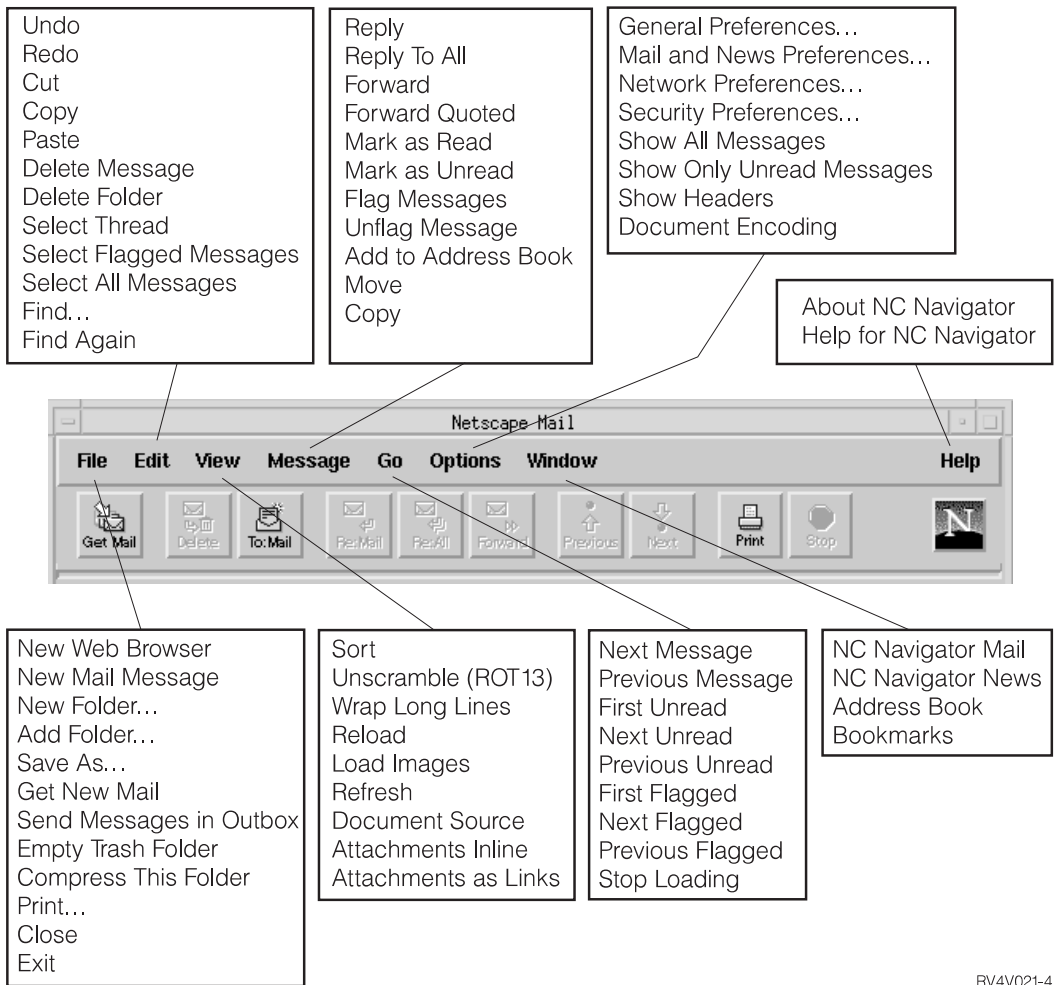 Undo
Redo
Cut
Copy
Paste
Delete Message
Delete Folder
Select Thread
Select Flagged Messages
Select All Messages
Find...
Find Again
Reply
Reply To All
Forward
Forward Quoted
Mark as Read
Mark as Unread
Flag Messages
Unflag Message
Add to Address Book
Move
Copy
General Preferences...
Mail and News Preferences...
Network Preferences...
Security Preferences...
Show All Messages
Show Only Unread Messages
Show Headers
Document Encoding
About NC Navigator
Help for NC Navigator
Netscape Mail
File Edit View Message Go Options Window Help
Get Mail Delete To:Mail Re:Mail Re:All Forward Previous Next Print Stop N
New Web Browser
New Mail Message
New Folder...
Add Folder...
Save As...
Get New Mail
Send Messages in Outbox
Empty Trash Folder
Compress This Folder
Print...
Close
Exit
Sort
Unscramble (ROT13)
Wrap Long Lines
Reload
Load Images
Refresh
Document Source
Attachments Inline
Attachments as Links
Next Message
Previous Message
First Unread
Next Unread
Previous Unread
First Flagged
Next Flagged
Previous Flagged
Stop Loading
NC Navigator Mail
NC Navigator News
Address Book
Bookmarks
RV4V021-4